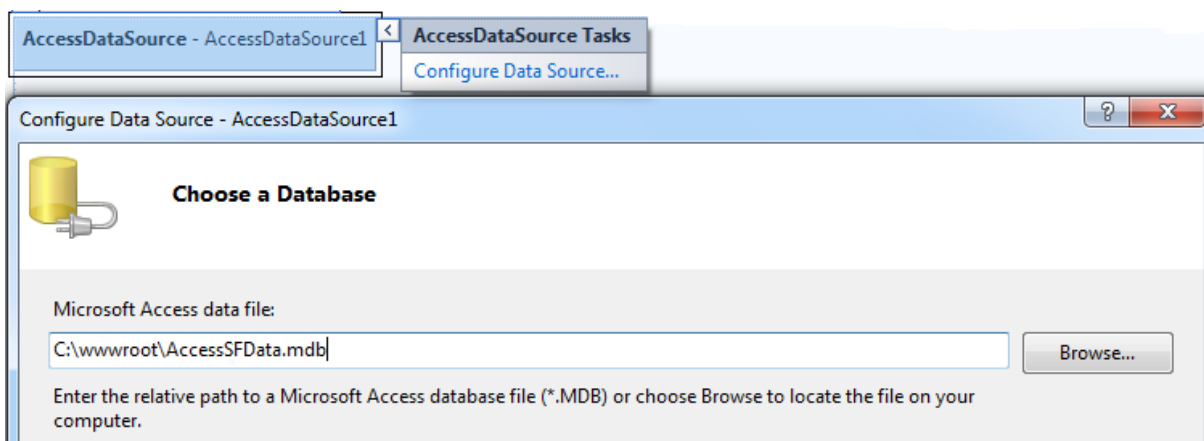 AccessDataSource - AccessDataSource1
<
AccessDataSource Tasks
Configure Data Source...
Configure Data Source - AccessDataSource1
?
x
Choose a Database
Microsoft Access data file:
C:\wwwroot\AccessSFData.mdb
Browse...
Enter the relative path to a Microsoft Access database file (*.MDB) or choose Browse to locate the file on your
computer.